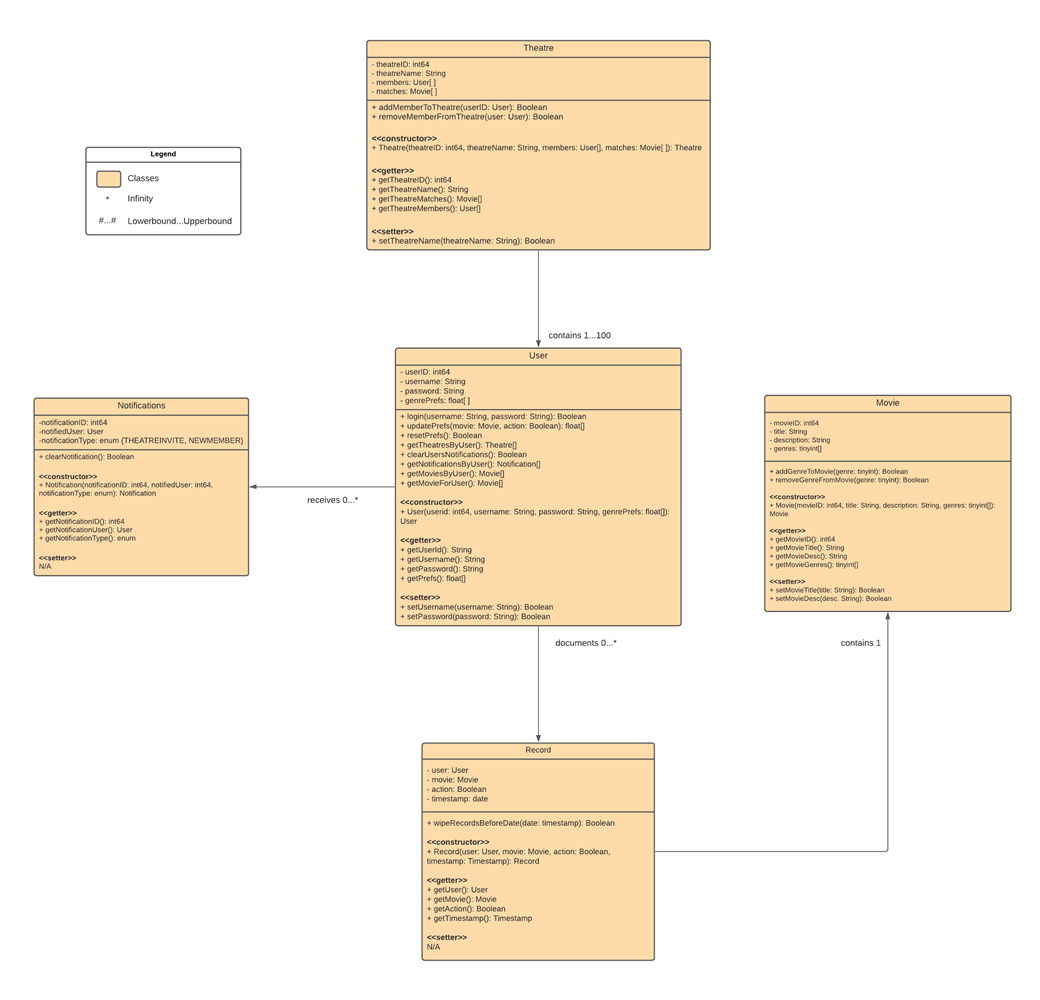 Theatre
- theatreID: int64
- theatreName: String
- members: User[ ]
- matches: Movie[ ]
+ addMemberToTheatre(userID: User): Boolean
+ removeMemberFromTheatre(user: User): Boolean
<<constructor>>
+ Theatre(theatreID: int64, theatreName: String, members: User[], matches: Movie[ ]): Theatre
<<getter>>
+ getTheatreID(): int64
+ getTheatreName(): String
+ getTheatreMatches(): Movie[]
+ getTheatreMembers(): User[]
<<setter>>
+ setTheatreName(theatreName: String): Boolean
Legend
Classes
* Infinity
#...# Lowerbound...Upperbound
contains 1...100
User
- userID: int64
- username: String
- password: String
- genrePrefs: float[ ]
+ login(username: String, password: String): Boolean
+ updatePrefs(movie: Movie, action: Boolean): float[]
+ resetPrefs(): Boolean
+ getTheatresByUser(): Theatre[]
+ clearUsersNotifications(): Boolean
+ getNotificationsByUser(): Notification[]
+ getMoviesByUser(): Movie[]
+ getMovieForUser(): Movie[]
<<constructor>>
+ User(userid: int64, username: String, password: String, genrePrefs: float[]):
User
<<getter>>
+ getUserId(): String
+ getUsername(): String
+ getPassword(): String
+ getPrefs(): float[]
<<setter>>
+ setUsername(username: String): Boolean
+ setPassword(password: String): Boolean
Notifications
-notificationID: int64
-notifiedUser: User
-notificationType: enum {THEATREINVITE, NEWMEMBER}
+ clearNotification(): Boolean
<<constructor>>
+ Notification(notificationID: int64, notifiedUser: int64,
notificationType: enum): Notification
<<getter>>
+ getNotificationID(): int64
+ getNotificationUser(): User
+ getNotificationType(): enum
<<setter>>
N/A
receives 0...*
Movie
- movieID: int64
- title: String
- description: String
- genres: tinyint[]
+ addGenreToMovie(genre: tinyint): Boolean
+ removeGenreFromMovie(genre: tinyint): Boolean
<<constructor>>
+ Movie(movieID: int64, title: String, description: String, genres: tinyint[]):
Movie
<<getter>>
+ getMovieID(): int64
+ getMovieTitle(): String
+ getMovieDesc(): String
+ getMovieGenres(): tinyint[]
<<setter>>
+ setMovieTitle(title: String): Boolean
+ setMovieDesc(desc: String): Boolean
documents 0...*
contains 1
Record
- user: User
- movie: Movie
- action: Boolean
- timestamp: date
+ wipeRecordsBeforeDate(date: timestamp): Boolean
<<constructor>>
+ Record(user: User, movie: Movie, action: Boolean,
timestamp: Timestamp): Record
<<getter>>
+ getUser(): User
+ getMovie(): Movie
+ getAction(): Boolean
+ getTimestamp(): Timestamp
<<setter>>
N/A